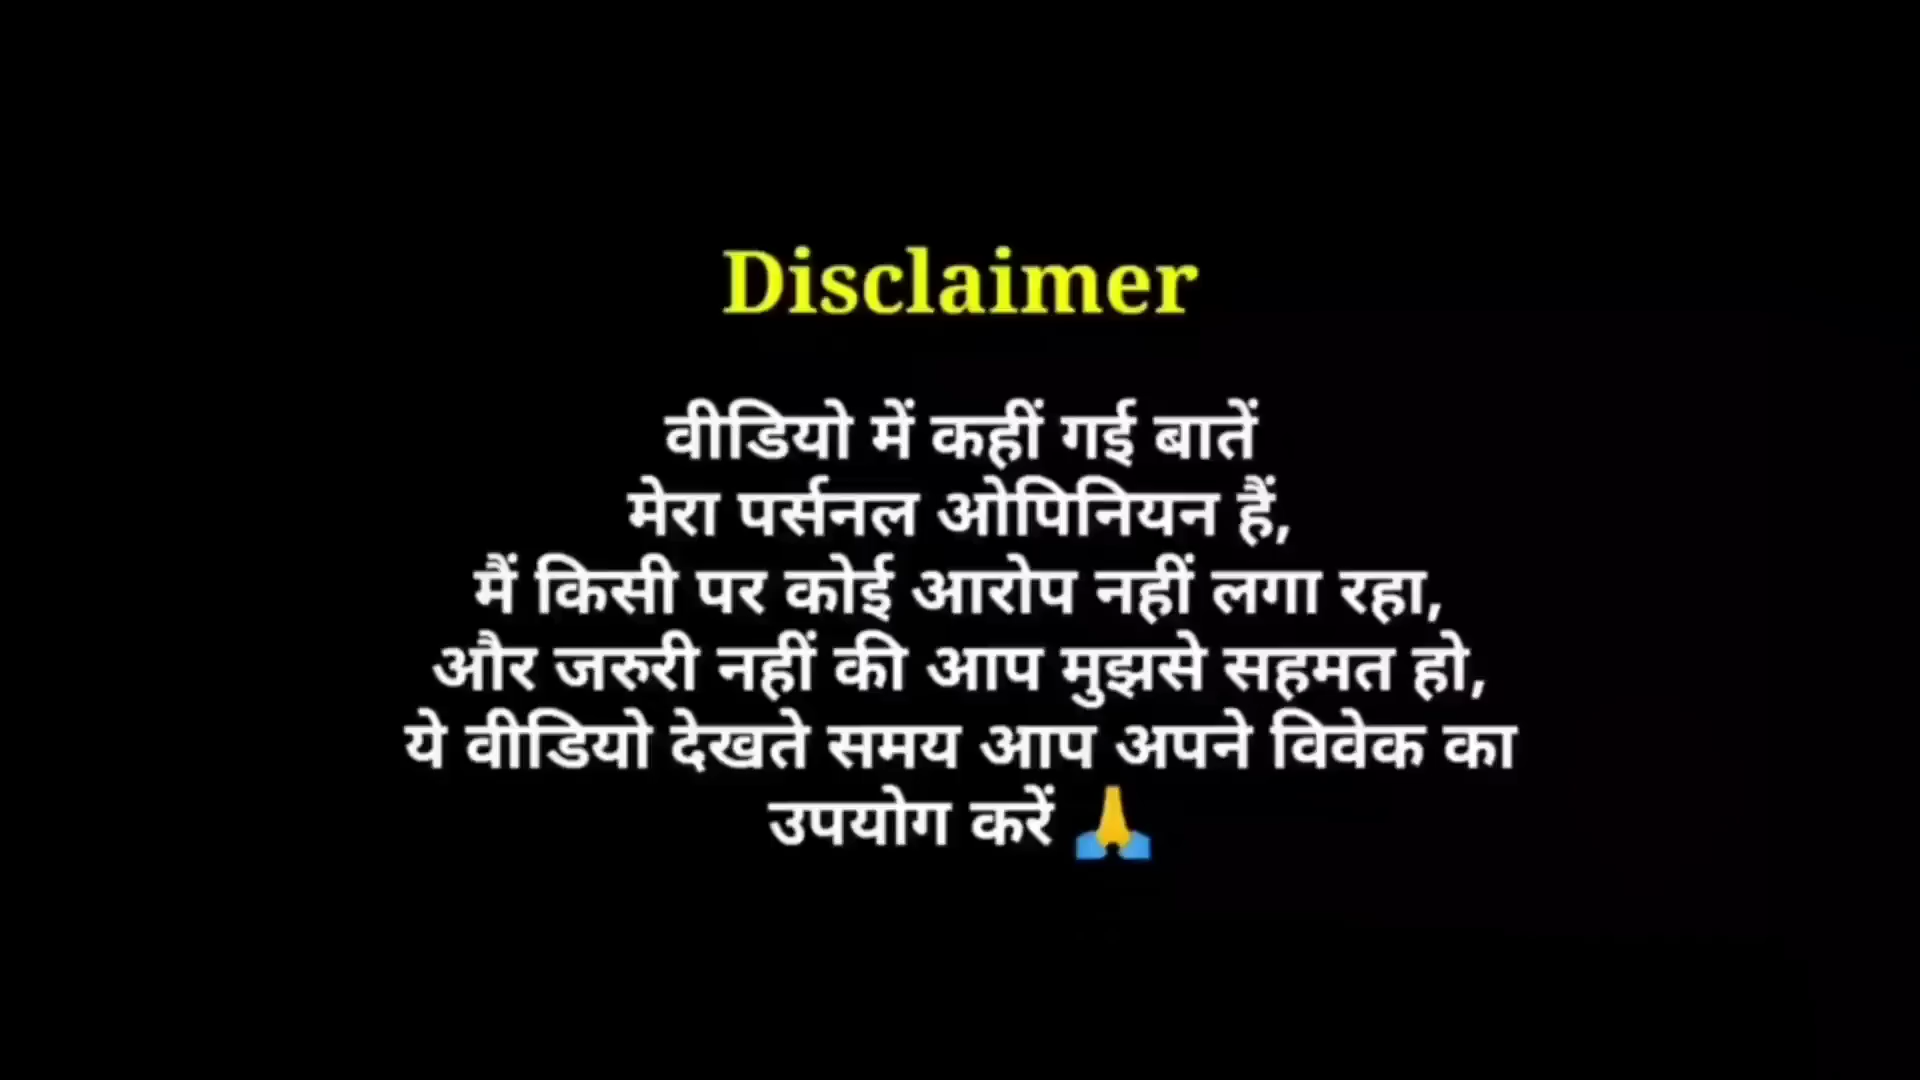 Disclaimer
वीडियो में कहीं गई बातें
मेरा पर्सनल ओपिनियन हैं,
मैं किसी पर कोई आरोप नहीं लगा रहा,
और जरुरी नहीं की आप मुझसे सहमत हो,
ये वीडियो देखते समय आप अपने विवेक का
उपयोग करें 🙏